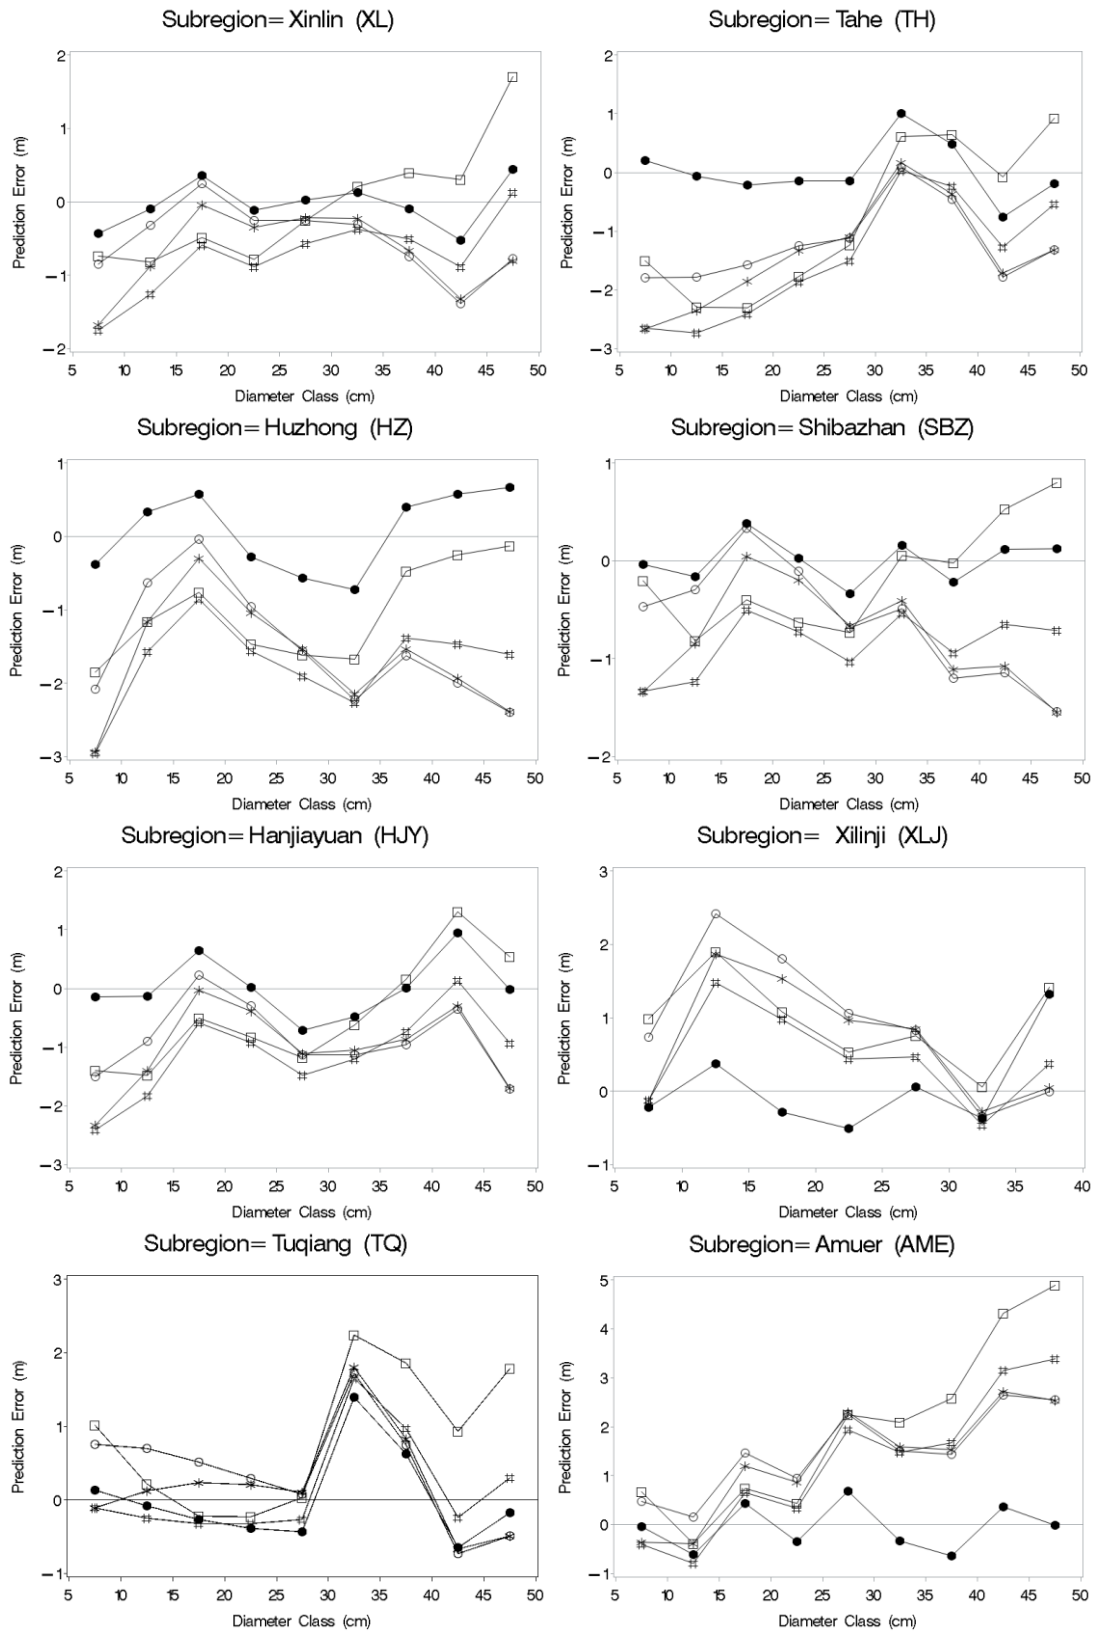 Subregion= Xinlin (XL)
Prediction Error (m)
2
1
0
−1
−2
5 10 15 20 25 30 35 40 45 50
Diameter Class (cm)
Subregion= Tahe (TH)
Prediction Error (m)
2
1
0
−1
−2
−3
5 10 15 20 25 30 35 40 45 50
Diameter Class (cm)
Subregion= Huzhong (HZ)
Prediction Error (m)
1
0
−1
−2
−3
5 10 15 20 25 30 35 40 45 50
Diameter Class (cm)
Subregion= Shibazhan (SBZ)
Prediction Error (m)
1
0
−1
−2
5 10 15 20 25 30 35 40 45 50
Diameter Class (cm)
Subregion= Hanjiayuan (HJY)
Prediction Error (m)
2
1
0
−1
−2
−3
5 10 15 20 25 30 35 40 45 50
Diameter Class (cm)
Subregion= Xilinji (XLJ)
Prediction Error (m)
3
2
1
0
−1
5 10 15 20 25 30 35 40
Diameter Class (cm)
Subregion= Tuqiang (TQ)
Prediction Error (m)
3
2
1
0
−1
5 10 15 20 25 30 35 40 45 50
Diameter Class (cm)
Subregion= Amuer (AME)
Prediction Error (m)
5
4
3
2
1
0
−1
5 10 15 20 25 30 35 40 45 50
Diameter Class (cm)